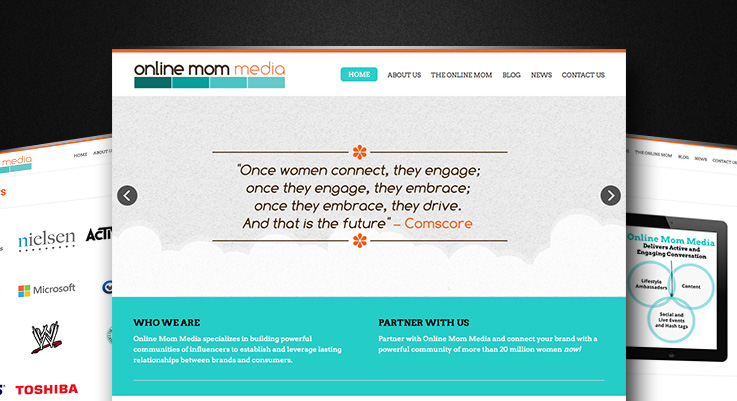 online mom media
HOME ABOUT US THE ONLINE MOM BLOG NEWS CONTACT US
"Once women connect, they engage;
once they engage, they embrace;
once they embrace, they drive.
And that is the future" – Comscore
WHO WE ARE
Online Mom Media specializes in building powerful
communities of influencers to establish and leverage lasting
relationships between brands and consumers.
PARTNER WITH US
Partner with Online Mom Media and connect your brand with a
powerful community of more than 20 million women now!
media
HOME ABOUT
nielsen
Microsoft
W
TOSHIBA
THE ONLINE MOM BLOG NEWS CONTACT US
Online Mom Media
Delivers Active and
Engaging Conversation
Lifestyle
Ambassadors
Content
Social and
Live Events
and Hash tags